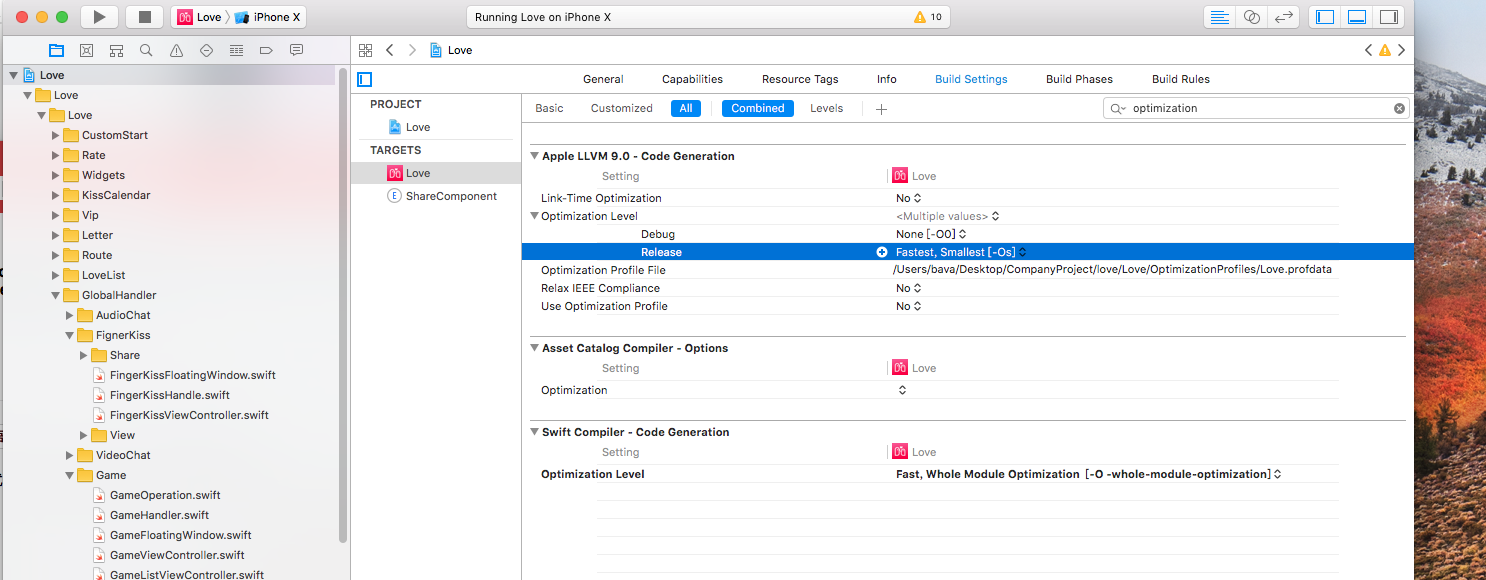 Love iPhone X
Running Love on iPhone X
10
Love
Love
General Capabilities Resource Tags Info Build Settings Build Phases Build Rules
Basic Customized All Combined Levels
optimization
Love
Love
CustomStart
Rate
Widgets
KissCalendar
Vip
Letter
Route
LoveList
GlobalHandler
AudioChat
FignerKiss
Share
FingerKissFloatingWindow.swift
FingerKissHandle.swift
FingerKissViewController.swift
View
VideoChat
Game
GameOperation.swift
GameHandler.swift
GameFloatingWindow.swift
GameViewController.swift
GameListViewController.swift
PROJECT
Love
TARGETS
Love
E ShareComponent
Apple LLVM 9.0 - Code Generation
Setting Love
Link-Time Optimization No
Optimization Level <Multiple values>
Debug None [-O0]
Release Fastest, Smallest [-Os]
Optimization Profile File /Users/bava/Desktop/CompanyProject/love/Love/OptimizationProfiles/Love.profdata
Relax IEEE Compliance No
Use Optimization Profile No
Asset Catalog Compiler - Options
Setting Love
Optimization
Swift Compiler - Code Generation
Setting Love
Optimization Level Fast, Whole Module Optimization [-O -whole-module-optimization]